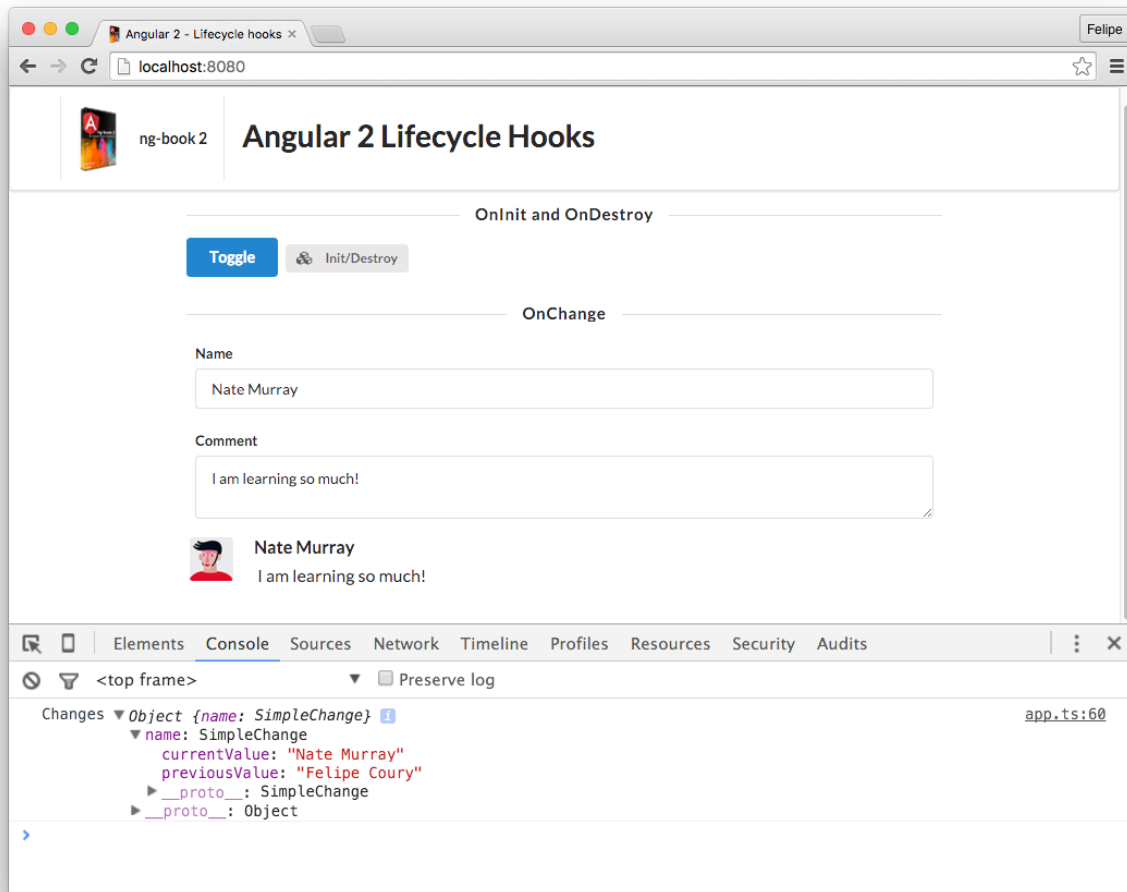 Angular 2 - Lifecycle hooks ×
Felipe
localhost:8080
ng-book 2
Angular 2 Lifecycle Hooks
OnInit and OnDestroy
Toggle
Init/Destroy
OnChange
Name
Nate Murray
Comment
I am learning so much!
Nate Murray
I am learning so much!
Elements Console Sources Network Timeline Profiles Resources Security Audits
<top frame> Preserve log
Changes ▼ Object {name: SimpleChange} i app.ts:60
▼ name: SimpleChange
currentValue: "Nate Murray"
previousValue: "Felipe Coury"
▶ __proto__: SimpleChange
▶ __proto__: Object